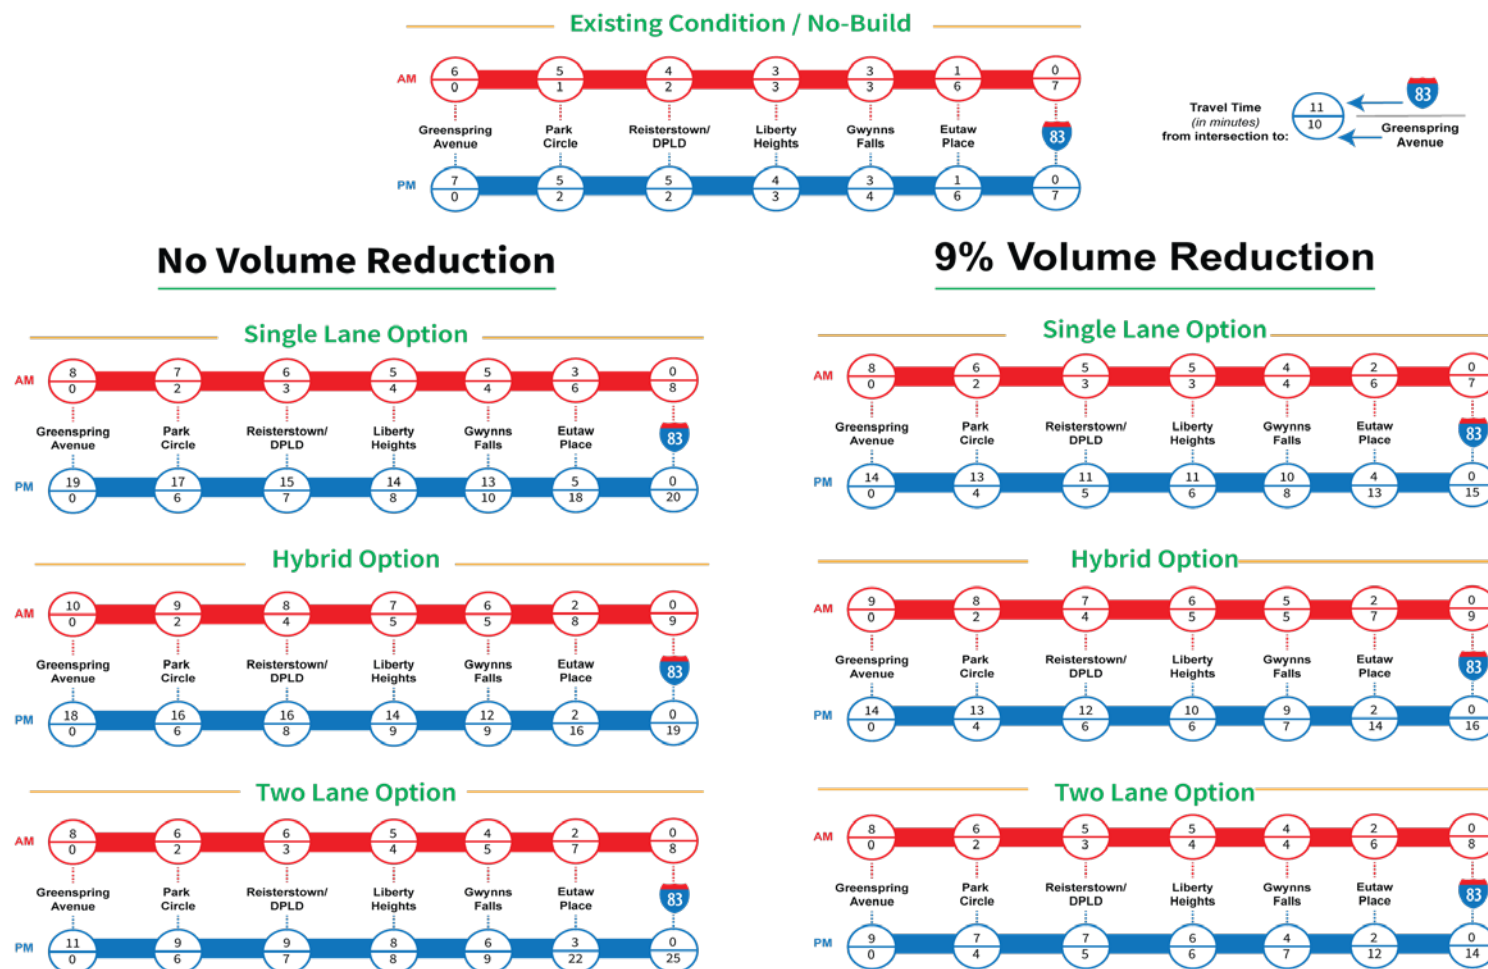 Existing Condition / No-Build
AM
6 5 4 3 3 1 0
0 1 2 3 3 6 7
Greenspring Avenue
Park Circle
Reisterstown/ DPLD
Liberty Heights
Gwynns Falls
Eutaw Place
83
PM
7 5 5 4 3 1 0
0 2 2 3 4 6 7
Travel Time
(in minutes)
from intersection to:
11
10
83
Greenspring
Avenue
No Volume Reduction
Single Lane Option
AM
8 7 6 5 5 3 0
0 2 3 4 4 6 8
Greenspring Avenue
Park Circle
Reisterstown/ DPLD
Liberty Heights
Gwynns Falls
Eutaw Place
83
PM
19 17 15 14 13 5 0
0 6 7 8 10 18 20
Hybrid Option
AM
10 9 8 7 6 2 0
0 2 4 5 5 8 9
Greenspring Avenue
Park Circle
Reisterstown/ DPLD
Liberty Heights
Gwynns Falls
Eutaw Place
83
PM
18 16 16 14 12 2 0
0 6 8 9 9 16 19
Two Lane Option
AM
8 6 6 5 4 2 0
0 2 3 4 5 7 8
Greenspring Avenue
Park Circle
Reisterstown/ DPLD
Liberty Heights
Gwynns Falls
Eutaw Place
83
PM
11 9 9 8 6 3 0
0 6 7 8 9 22 25
9% Volume Reduction
Single Lane Option
AM
8 6 5 5 4 2 0
0 2 3 3 4 6 7
Greenspring Avenue
Park Circle
Reisterstown/ DPLD
Liberty Heights
Gwynns Falls
Eutaw Place
83
PM
14 13 11 11 10 4 0
0 4 5 6 8 13 15
Hybrid Option
AM
9 8 7 6 5 2 0
0 2 4 5 5 7 9
Greenspring Avenue
Park Circle
Reisterstown/ DPLD
Liberty Heights
Gwynns Falls
Eutaw Place
83
PM
14 13 12 10 9 2 0
0 4 6 6 7 14 16
Two Lane Option
AM
8 6 5 5 4 2 0
0 2 3 4 4 6 8
Greenspring Avenue
Park Circle
Reisterstown/ DPLD
Liberty Heights
Gwynns Falls
Eutaw Place
83
PM
9 7 7 6 4 2 0
0 4 5 6 7 12 14